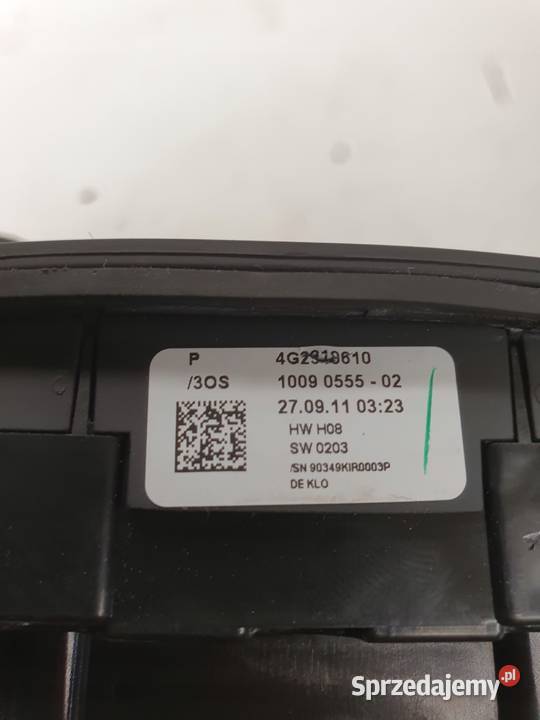 P 4G2919610
/3OS 1009 0555 - 02
27.09.11 03:23
HW H08
SW 0203
/SN 90349KIR0003P
DE KLO
Sprzedajemy.pl